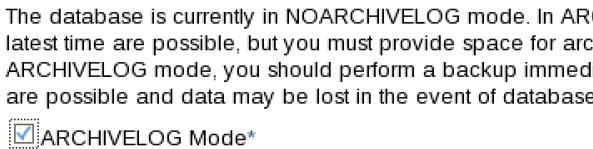 The database is currently in NOARCHIVELOG mode. In
latest time are possible, but you must provide space for
ARCHIVELOG mode, you should perform a backup
are possible and data may be lost in the event of database
ARCHIVELOG Mode*